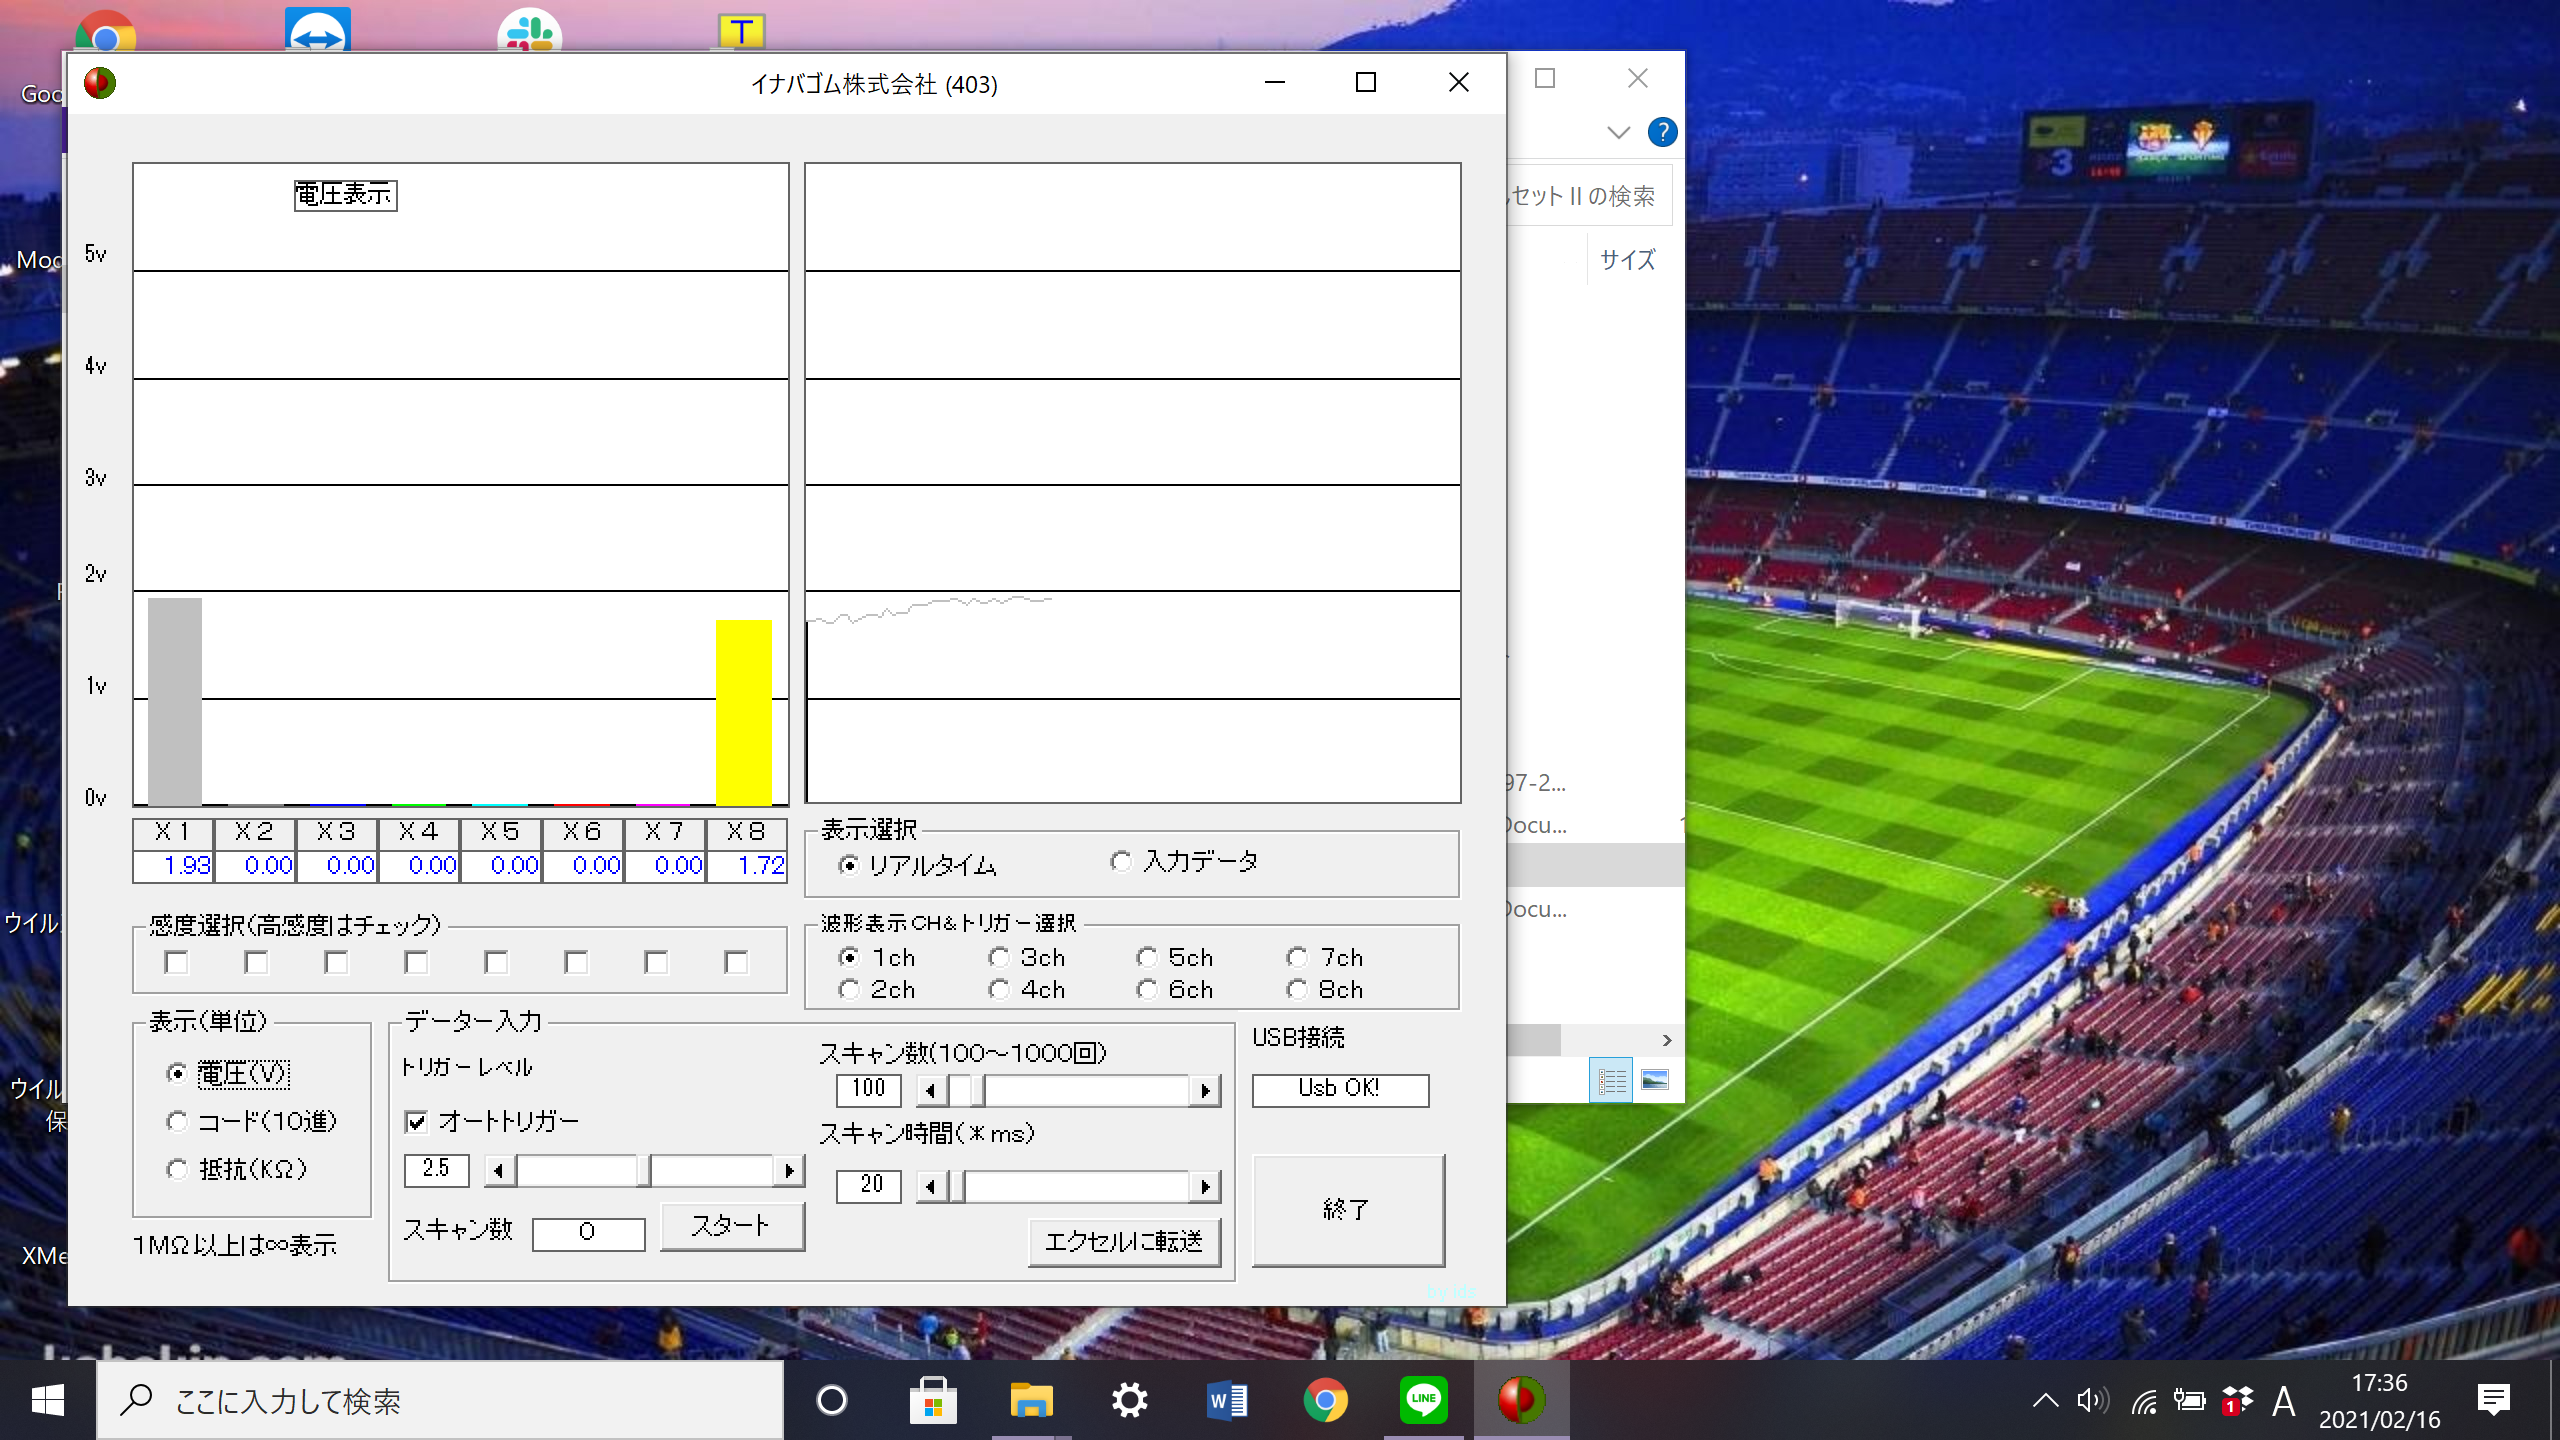 T
イナバゴム株式会社 (403)
?
電圧表示
セット II の検索
サイズ
5v
4v
3v
2v
1v
0v
X1 X2 X3 X4 X5 X6 X7 X8
1.93 0.00 0.00 0.00 0.00 0.00 0.00 1.72
表示選択
リアルタイム 入力データ
感度選択(高感度はチェック)
波形表示CH&トリガー選択
1ch 3ch 5ch 7ch
2ch 4ch 6ch 8ch
表示(単位)
電圧(V)
コード(10進)
抵抗(KΩ)
1MΩ以上は∞表示
データー入力
トリガーレベル
オートトリガー
2.5
スキャン数 0 スタート
スキャン数(100～1000回)
100
スキャン時間(*ms)
20
エクセルに転送
USB接続
Usb OK!
終了
by ids
97-2...
Docu...
Docu...
Goo
Moc
ウイル
ウイル
保
XMe
ここに入力して検索
W
LINE
1
A
17:36
2021/02/16